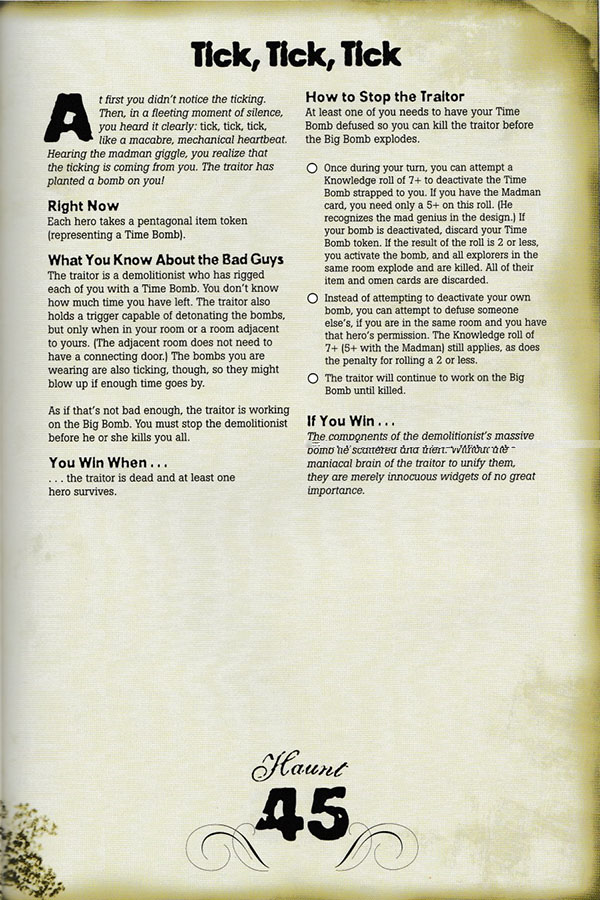 Tick, Tick, Tick
At first you didn't notice the ticking.
Then, in a fleeting moment of silence,
you heard it clearly: tick, tick, tick,
like a macabre, mechanical heartbeat.
Hearing the madman giggle, you realize that
the ticking is coming from you. The traitor has
planted a bomb on you!
Right Now
Each hero takes a pentagonal item token
(representing a Time Bomb).
What You Know About the Bad Guys
The traitor is a demolitionist who has rigged
each of you with a Time Bomb. You don't know
how much time you have left. The traitor also
holds a trigger capable of detonating the bombs,
but only when in your room or a room adjacent
to yours. (The adjacent room does not need to
have a connecting door.) The bombs you are
wearing are also ticking, though, so they might
blow up if enough time goes by.
As if that's not bad enough, the traitor is working
on the Big Bomb. You must stop the demolitionist
before he or she kills you all.
You Win When . . .
. . . the traitor is dead and at least one
hero survives.
How to Stop the Traitor
At least one of you needs to have your Time
Bomb defused so you can kill the traitor before
the Big Bomb explodes.
Once during your turn, you can attempt a
Knowledge roll of 7+ to deactivate the Time
Bomb strapped to you. If you have the Madman
card, you need only a 5+ on this roll. (He
recognizes the mad genius in the design.) If
your bomb is deactivated, discard your Time
Bomb token. If the result of the roll is 2 or less,
you activate the bomb, and all explorers in the
same room explode and are killed. All of their
item and omen cards are discarded.
Instead of attempting to deactivate your own
bomb, you can attempt to defuse someone
else's, if you are in the same room and you have
that hero's permission. The Knowledge roll of
7+ (5+ with the Madman) still applies, as does
the penalty for rolling a 2 or less.
The traitor will continue to work on the Big
Bomb until killed.
If You Win . . .
The components of the demolitionist's massive
bomb lie scattered and inert. Without the
maniacal brain of the traitor to unify them,
they are merely innocuous widgets of no great
importance.
Haunt
45